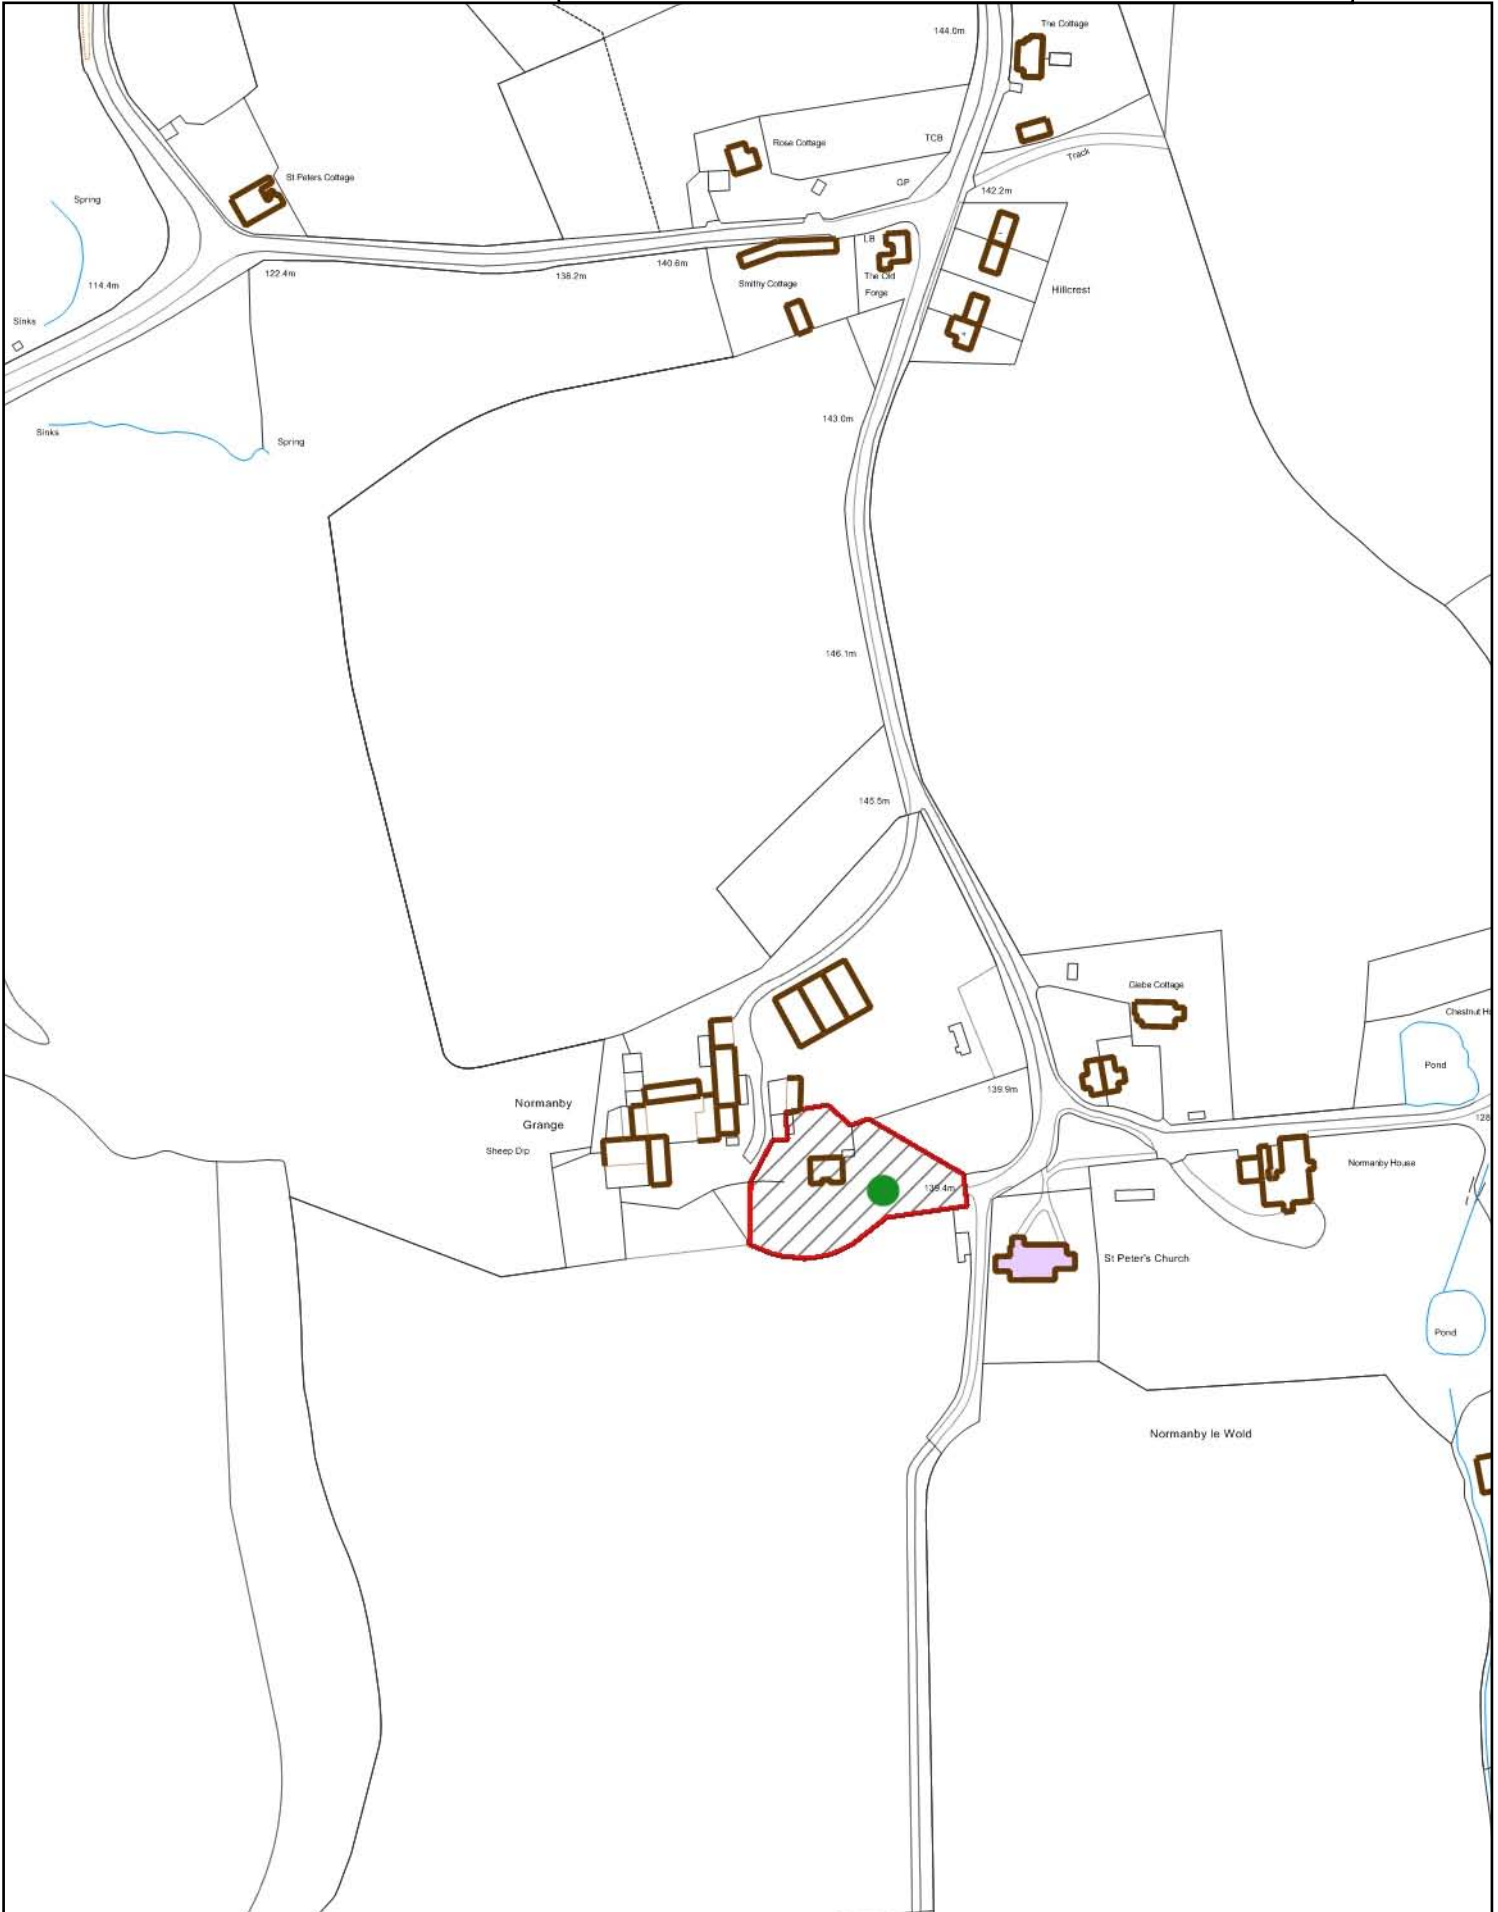 144.0m
The Cottage
TCB
Rose Cottage
Track
St Peters Cottage
GP
142.2m
Spring
LB
122.4m
138.2m
140.6m
The Old
Forge
Smithy Cottage
114.4m
Hillcrest
Sinks
143.0m
Sinks
Spring
146.1m
145.5m
Glebe Cottage
Chestnut H
Pond
139.9m
Normanby
Grange
128
Sheep Dip
Normanby House
139.4m
St Peter's Church
Pond
Normanby le Wold